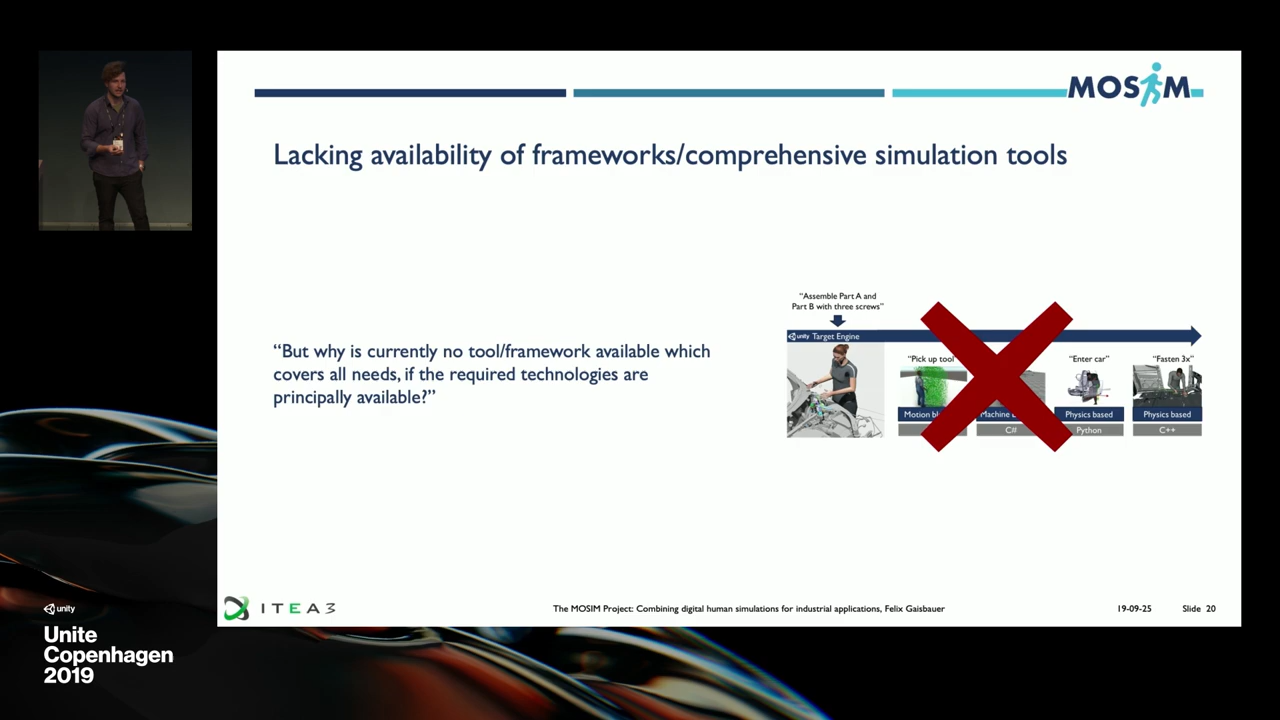 MOSIM
Lacking availability of frameworks/comprehensive simulation tools
“Assemble Part A and
Part B with three screws”
unity Target Engine
“But why is currently no tool/framework available which
covers all needs, if the required technologies are
principally available?”
“Pick up tool “Enter car” “Fasten 3x”
Motion Machine Physics based Physics based
C# Python C++
ITEA3
The MOSIM Project: Combining digital human simulations for industrial applications, Felix Gaisbauer
19-09-25
Slide 20
unity
Unite
Copenhagen
2019